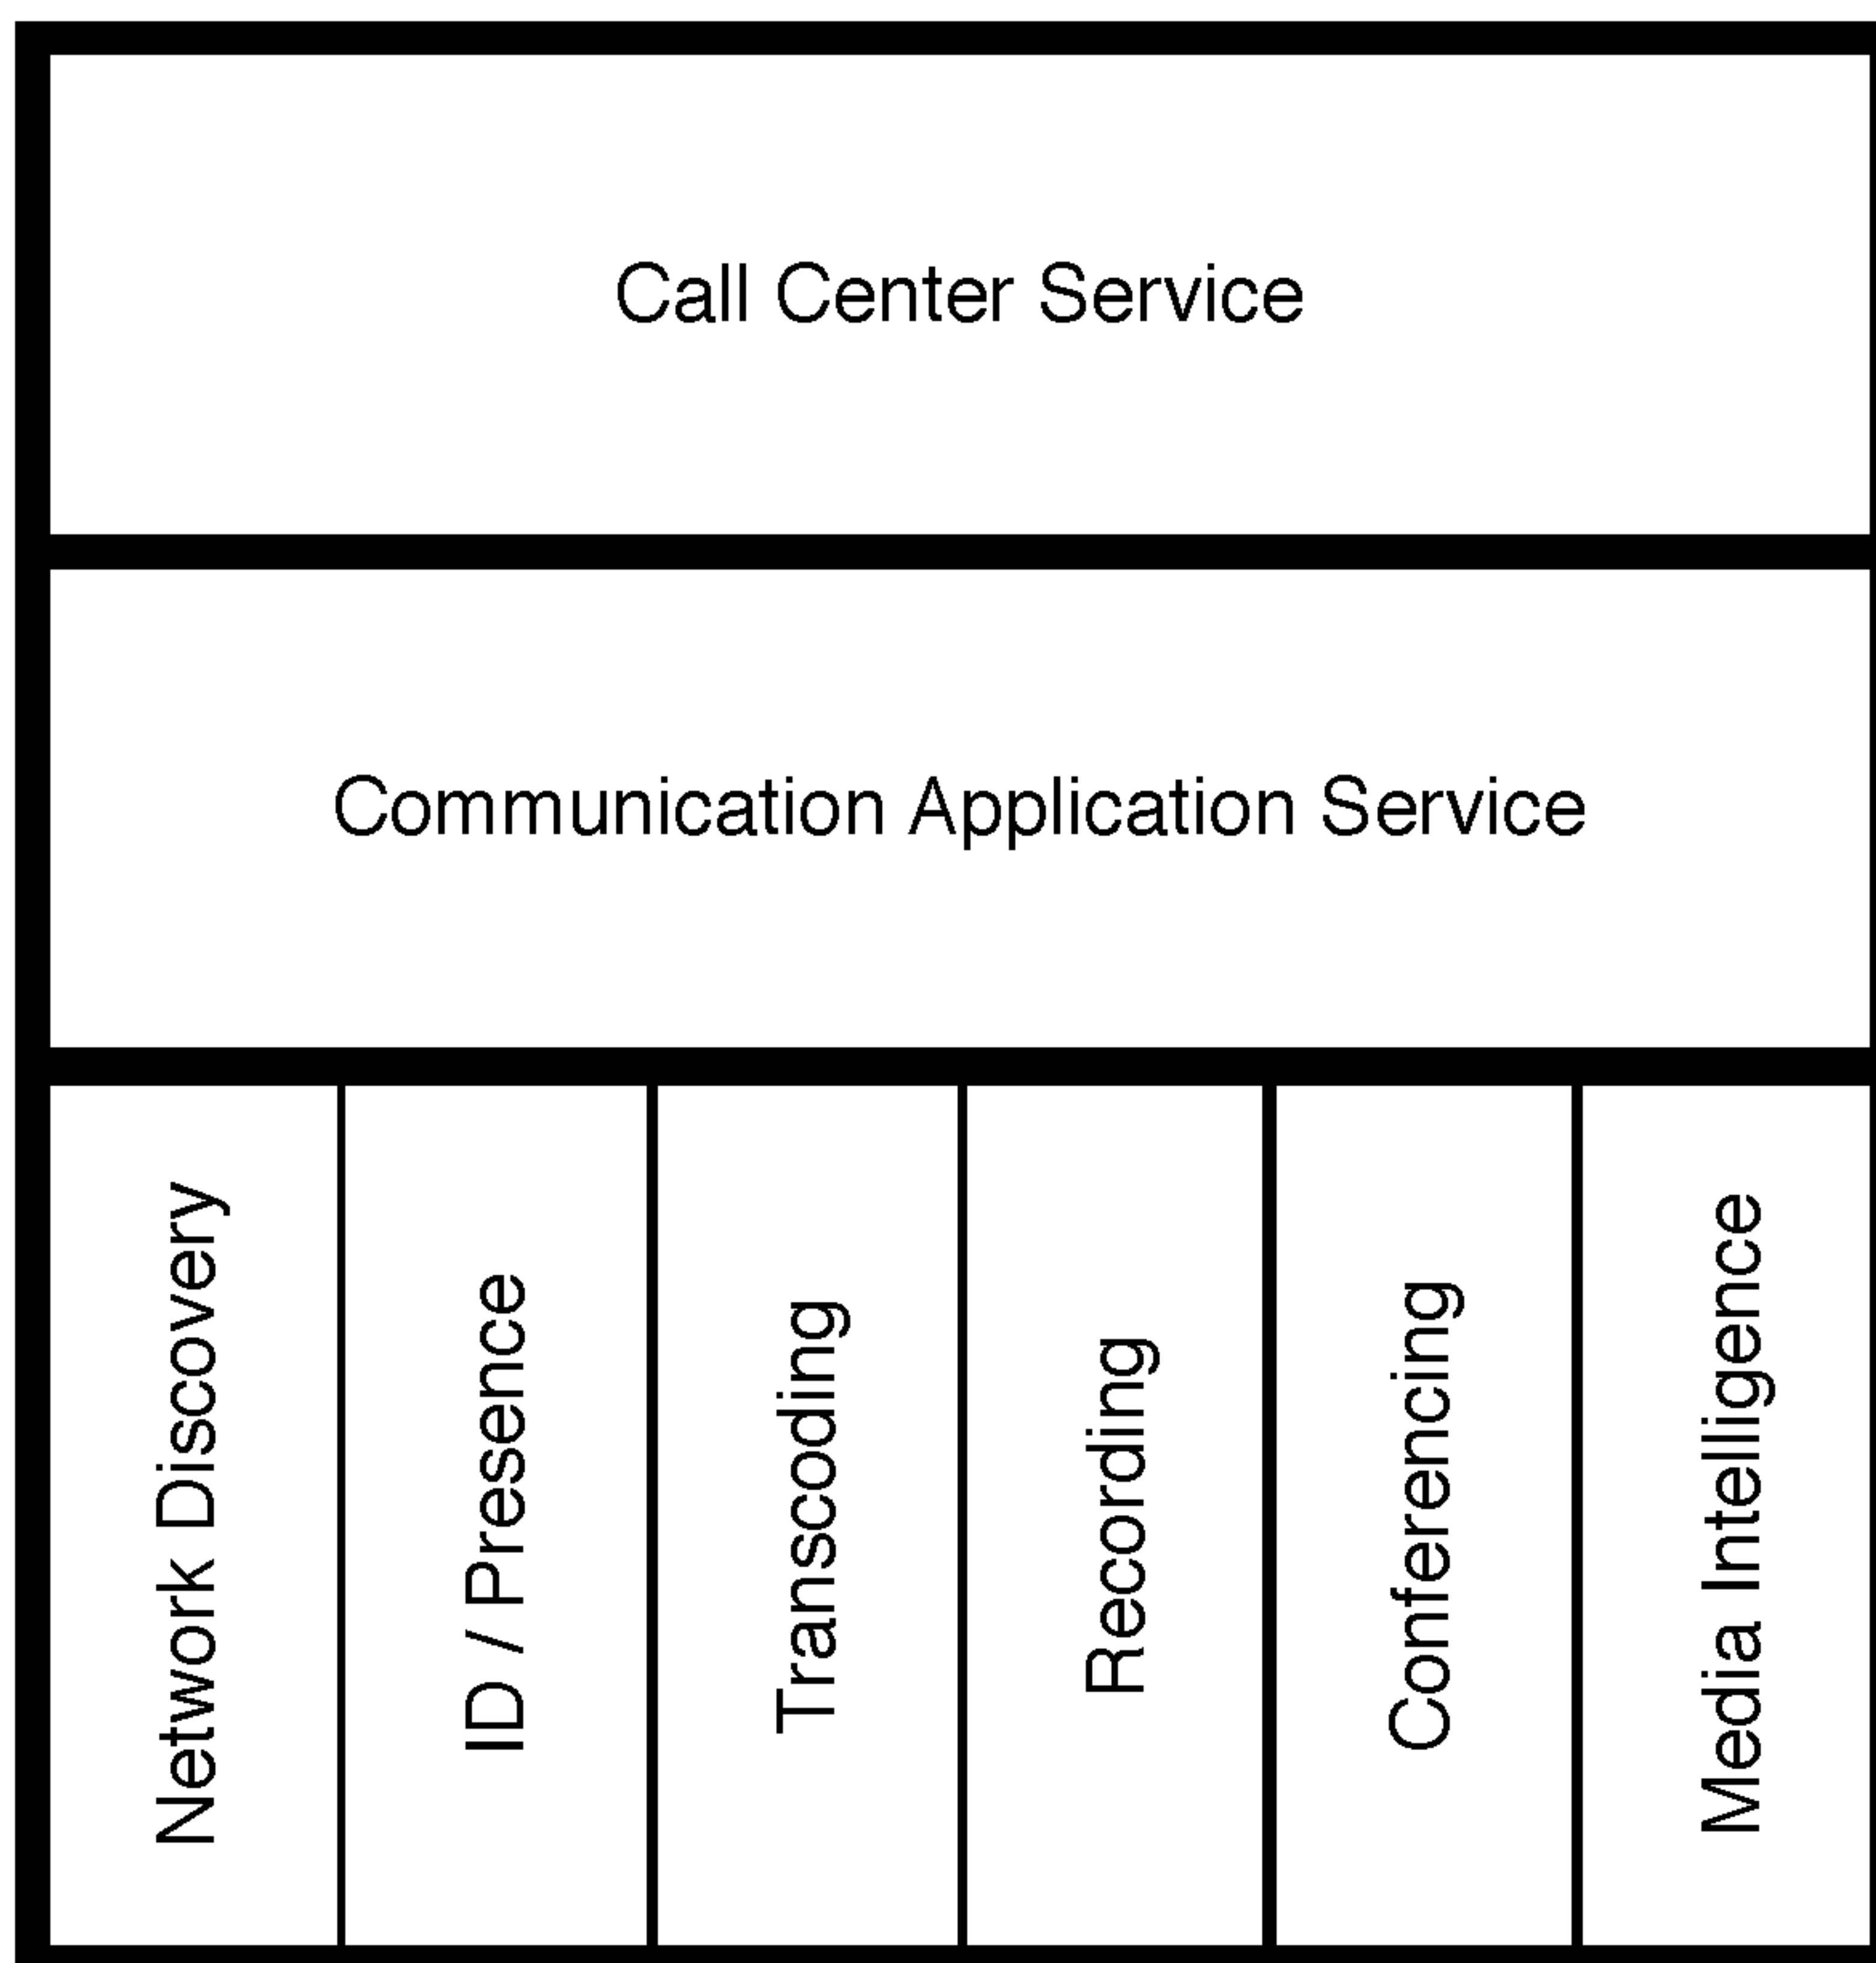 Call Center Service
Communication Application Service
Network Discovery
ID / Presence
Transcoding
Recording
Conferencing
Media Intelligence